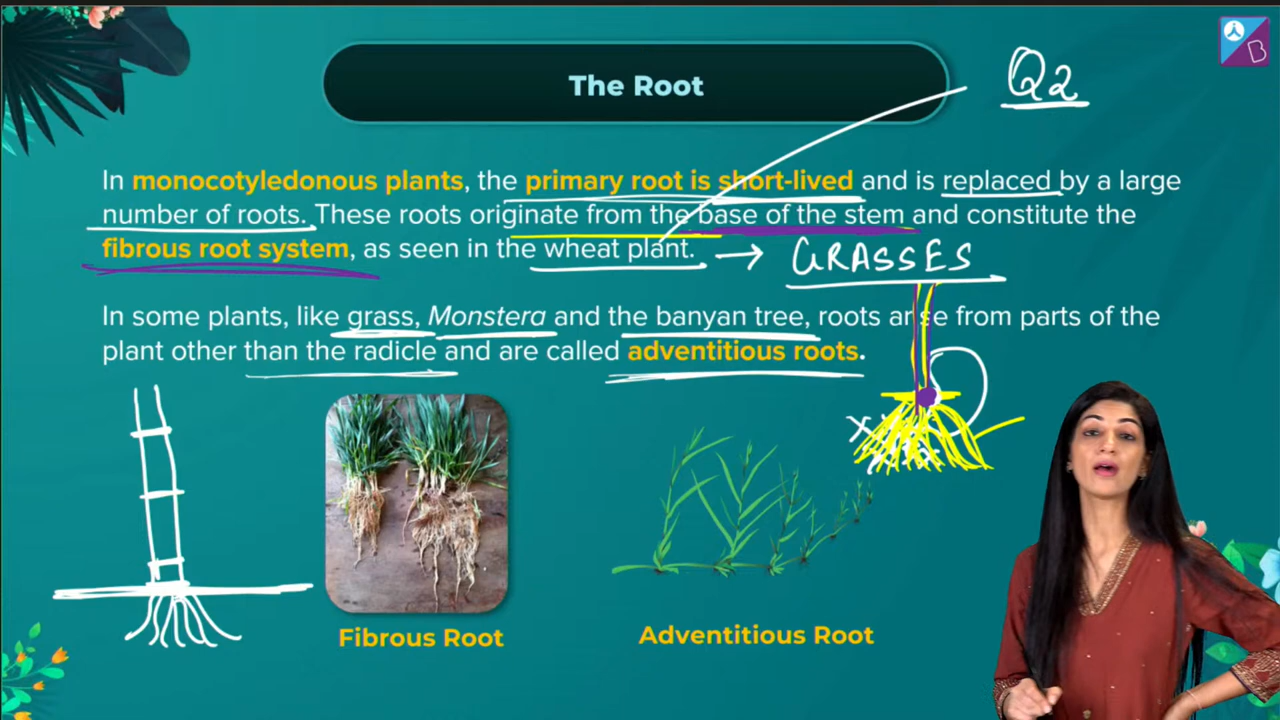 The Root
Q2
In monocotyledonous plants, the primary root is short-lived and is replaced by a large
number of roots. These roots originate from the base of the stem and constitute the
fibrous root system, as seen in the wheat plant. → GRASSES
In some plants, like grass, Monstera and the banyan tree, roots arise from parts of the
plant other than the radicle and are called adventitious roots.
Fibrous Root
Adventitious Root
B